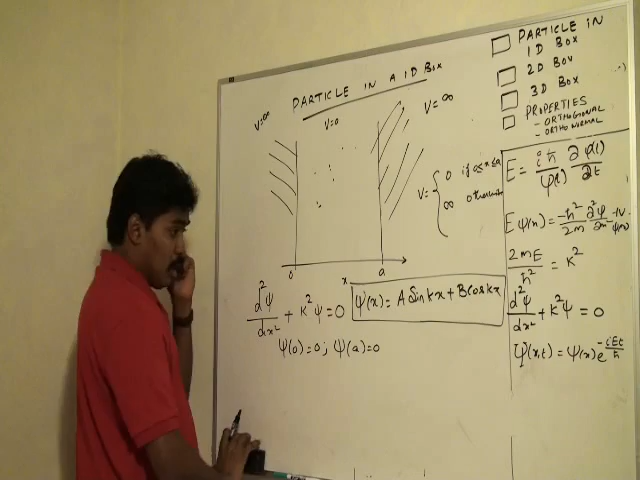 PARTICLE IN A 1D BOX
V=∞
V=0
V=∞
V= { 0 if 0≤x≤a
∞ otherwise
0 x a
d²ψ/dx² + K²ψ = 0
ψ(x) = A Sin kx + B Cos kx
ψ(0)=0; ψ(a)=0
PARTICLE IN
1D BOX
2D BOX
3D BOX
PROPERTIES
- ORTHOGONAL
- ORTHONORMAL
E = iħ/φ(t) ∂φ(t)/∂t
Eψ(x) = -ħ²/2m ∂²ψ/∂x²
2mE/ħ² = K²
d²ψ/dx² + K²ψ = 0
Ψ(x,t) = ψ(x) e^(-iEt/ħ)